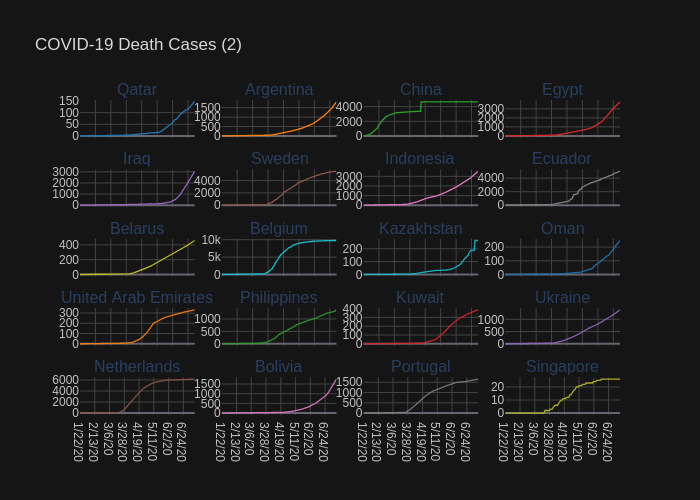 COVID-19 Death Cases (2)
Qatar Argentina China Egypt
150 100 50 0
1500 1000 500 0
4000 2000 0
3000 2000 1000 0
Iraq Sweden Indonesia Ecuador
3000 2000 1000 0
4000 2000 0
3000 2000 1000 0
4000 2000 0
Belarus Belgium Kazakhstan Oman
400 200 0
10k 5k 0
200 100 0
200 100 0
United Arab Emirates Philippines Kuwait Ukraine
300 200 100 0
1000 500 0
400 300 200 100 0
1000 500 0
Netherlands Bolivia Portugal Singapore
6000 4000 2000 0
1500 1000 500 0
1500 1000 500 0
20 10 0
1/22/20 2/13/20 3/6/20 3/28/20 4/19/20 5/11/20 6/2/20 6/24/20
1/22/20 2/13/20 3/6/20 3/28/20 4/19/20 5/11/20 6/2/20 6/24/20
1/22/20 2/13/20 3/6/20 3/28/20 4/19/20 5/11/20 6/2/20 6/24/20
1/22/20 2/13/20 3/6/20 3/28/20 4/19/20 5/11/20 6/2/20 6/24/20